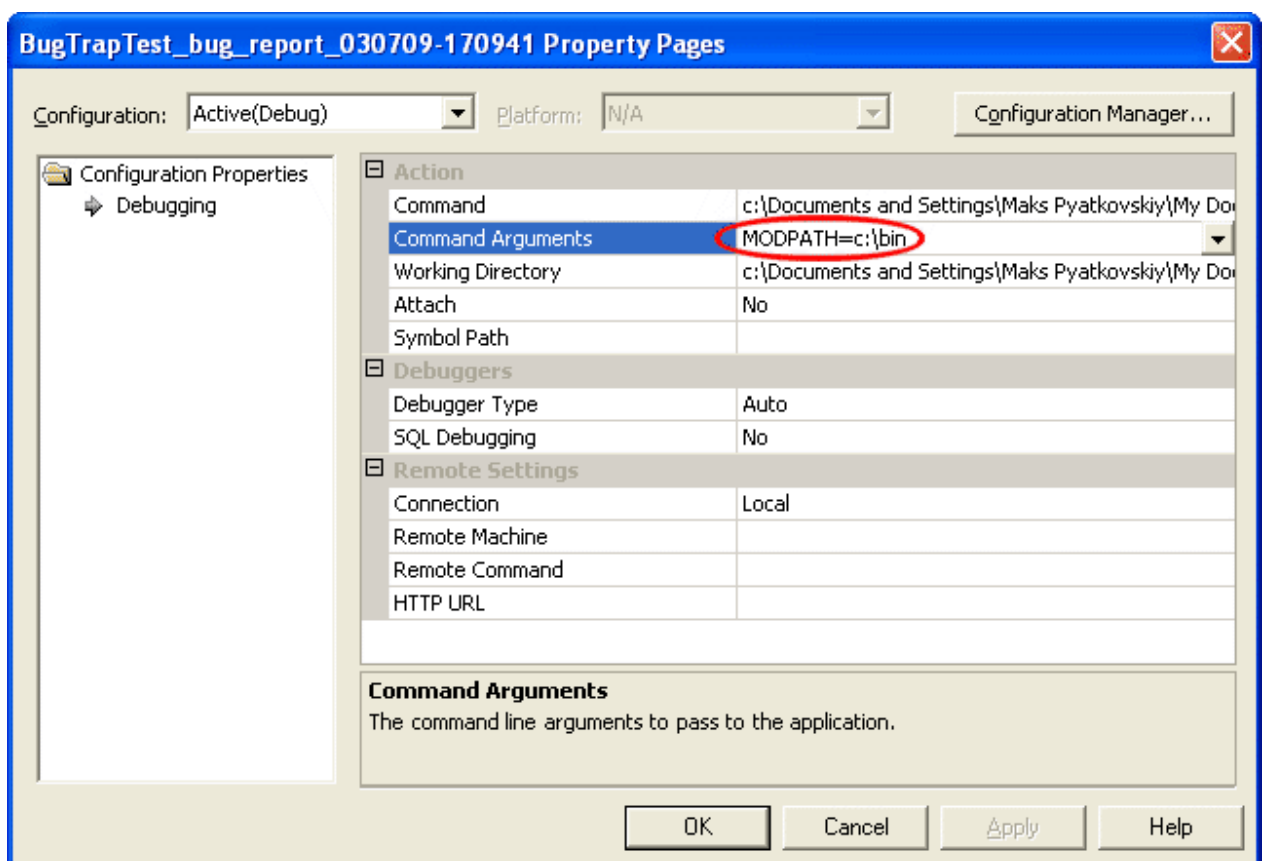 BugTrapTest_bug_report_030709-170941 Property Pages
Configuration: Active(Debug) Platform: N/A Configuration Manager...
Configuration Properties
Debugging
Action
Command c:\Documents and Settings\Maks Pyatkovskiy\My Do
Command Arguments MODPATH=c:\bin
Working Directory c:\Documents and Settings\Maks Pyatkovskiy\My Do
Attach No
Symbol Path
Debuggers
Debugger Type Auto
SQL Debugging No
Remote Settings
Connection Local
Remote Machine
Remote Command
HTTP URL
Command Arguments
The command line arguments to pass to the application.
OK Cancel Apply Help